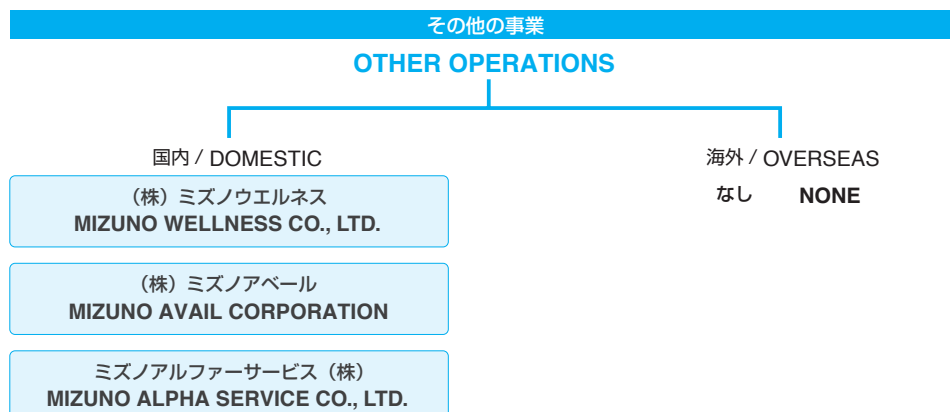 その他の事業
OTHER OPERATIONS
国内 / DOMESTIC
海外 / OVERSEAS
なし NONE
（株）ミズノウエルネス
MIZUNO WELLNESS CO., LTD.
（株）ミズノアベール
MIZUNO AVAIL CORPORATION
ミズノアルファーサービス（株）
MIZUNO ALPHA SERVICE CO., LTD.